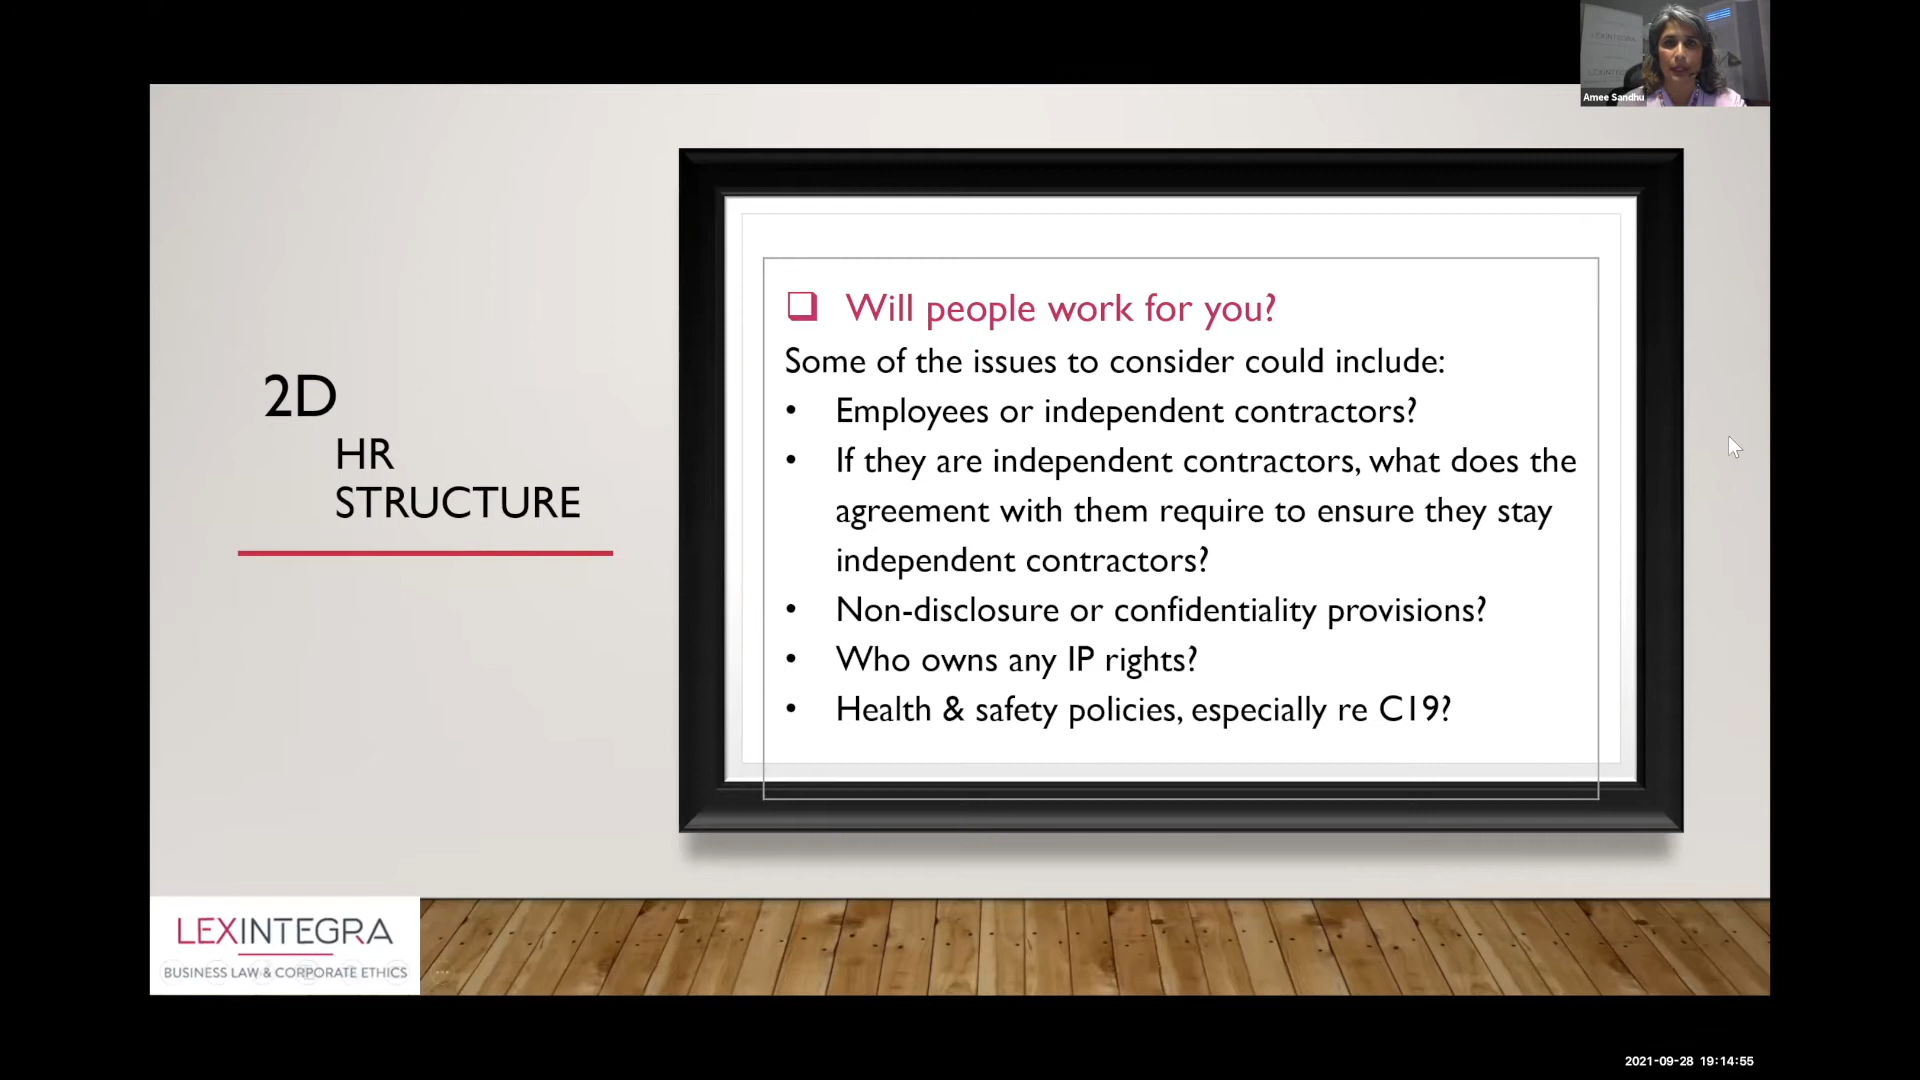 LEXINTEGRA
Amee Sandhu
2D
HR
STRUCTURE
❑ Will people work for you?
Some of the issues to consider could include:
• Employees or independent contractors?
• If they are independent contractors, what does the
agreement with them require to ensure they stay
independent contractors?
• Non-disclosure or confidentiality provisions?
• Who owns any IP rights?
• Health & safety policies, especially re C19?
LEXINTEGRA
BUSINESS LAW & CORPORATE ETHICS
2021-09-28 19:14:55